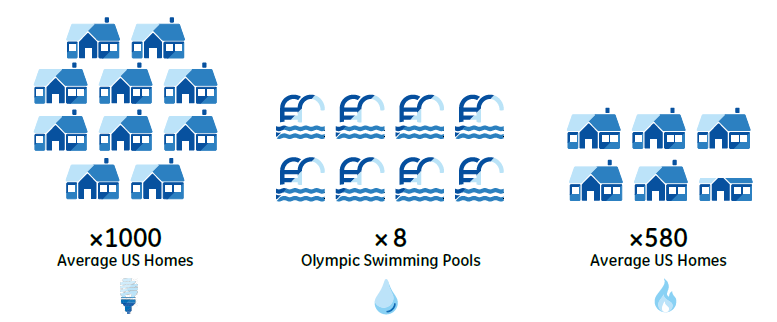 ×1000
Average US Homes
× 8
Olympic Swimming Pools
×580
Average US Homes